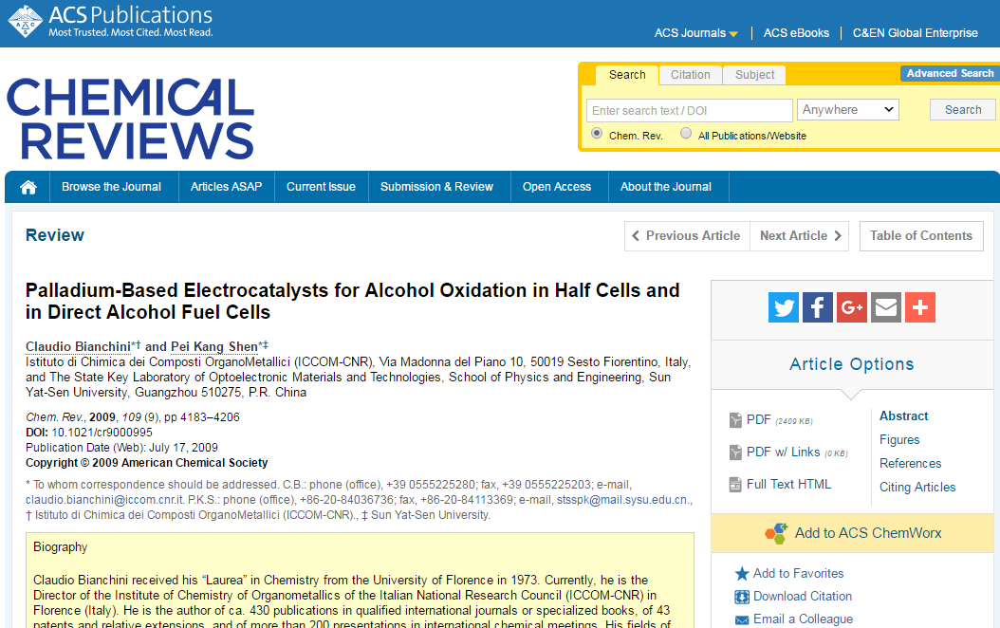 ACS Publications
Most Trusted. Most Cited. Most Read.
ACS Journals
ACS eBooks
C&EN Global Enterprise
CHEMICAL
REVIEWS
Search
Citation
Subject
Advanced Search
Enter search text / DOI
Anywhere
Search
Chem. Rev.
All Publications/Website
Browse the Journal
Articles ASAP
Current Issue
Submission & Review
Open Access
About the Journal
Review
Previous Article
Next Article
Table of Contents
Palladium-Based Electrocatalysts for Alcohol Oxidation in Half Cells and
in Direct Alcohol Fuel Cells
Claudio Bianchini*† and Pei Kang Shen*‡
Istituto di Chimica dei Composti OrganoMetallici (ICCOM-CNR), Via Madonna del Piano 10, 50019 Sesto Fiorentino, Italy,
and The State Key Laboratory of Optoelectronic Materials and Technologies, School of Physics and Engineering, Sun
Yat-Sen University, Guangzhou 510275, P.R. China
Chem. Rev., 2009, 109 (9), pp 4183–4206
DOI: 10.1021/cr9000995
Publication Date (Web): July 17, 2009
Copyright © 2009 American Chemical Society
* To whom correspondence should be addressed. C.B.: phone (office), +39 0555225280; fax, +39 0555225203; e-mail,
claudio.bianchini@iccom.cnr.it. P.K.S.: phone (office), +86-20-84036736; fax, +86-20-84113369; e-mail, stsspk@mail.sysu.edu.cn.,
† Istituto di Chimica dei Composti OrganoMetallici (ICCOM-CNR)., ‡ Sun Yat-Sen University.
Biography
Claudio Bianchini received his “Laurea” in Chemistry from the University of Florence in 1973. Currently, he is the
Director of the Institute of Chemistry of Organometallics of the Italian National Research Council (ICCOM-CNR) in
Florence (Italy). He is the author of ca. 430 publications in qualified international journals or specialized books, of 43
patents and relative extensions, and of more than 200 presentations in international chemical meetings. His fields of
G+
Article Options
PDF (2409 KB)
PDF w/ Links (0 KB)
Full Text HTML
Abstract
Figures
References
Citing Articles
Add to ACS ChemWorx
Add to Favorites
Download Citation
Email a Colleague